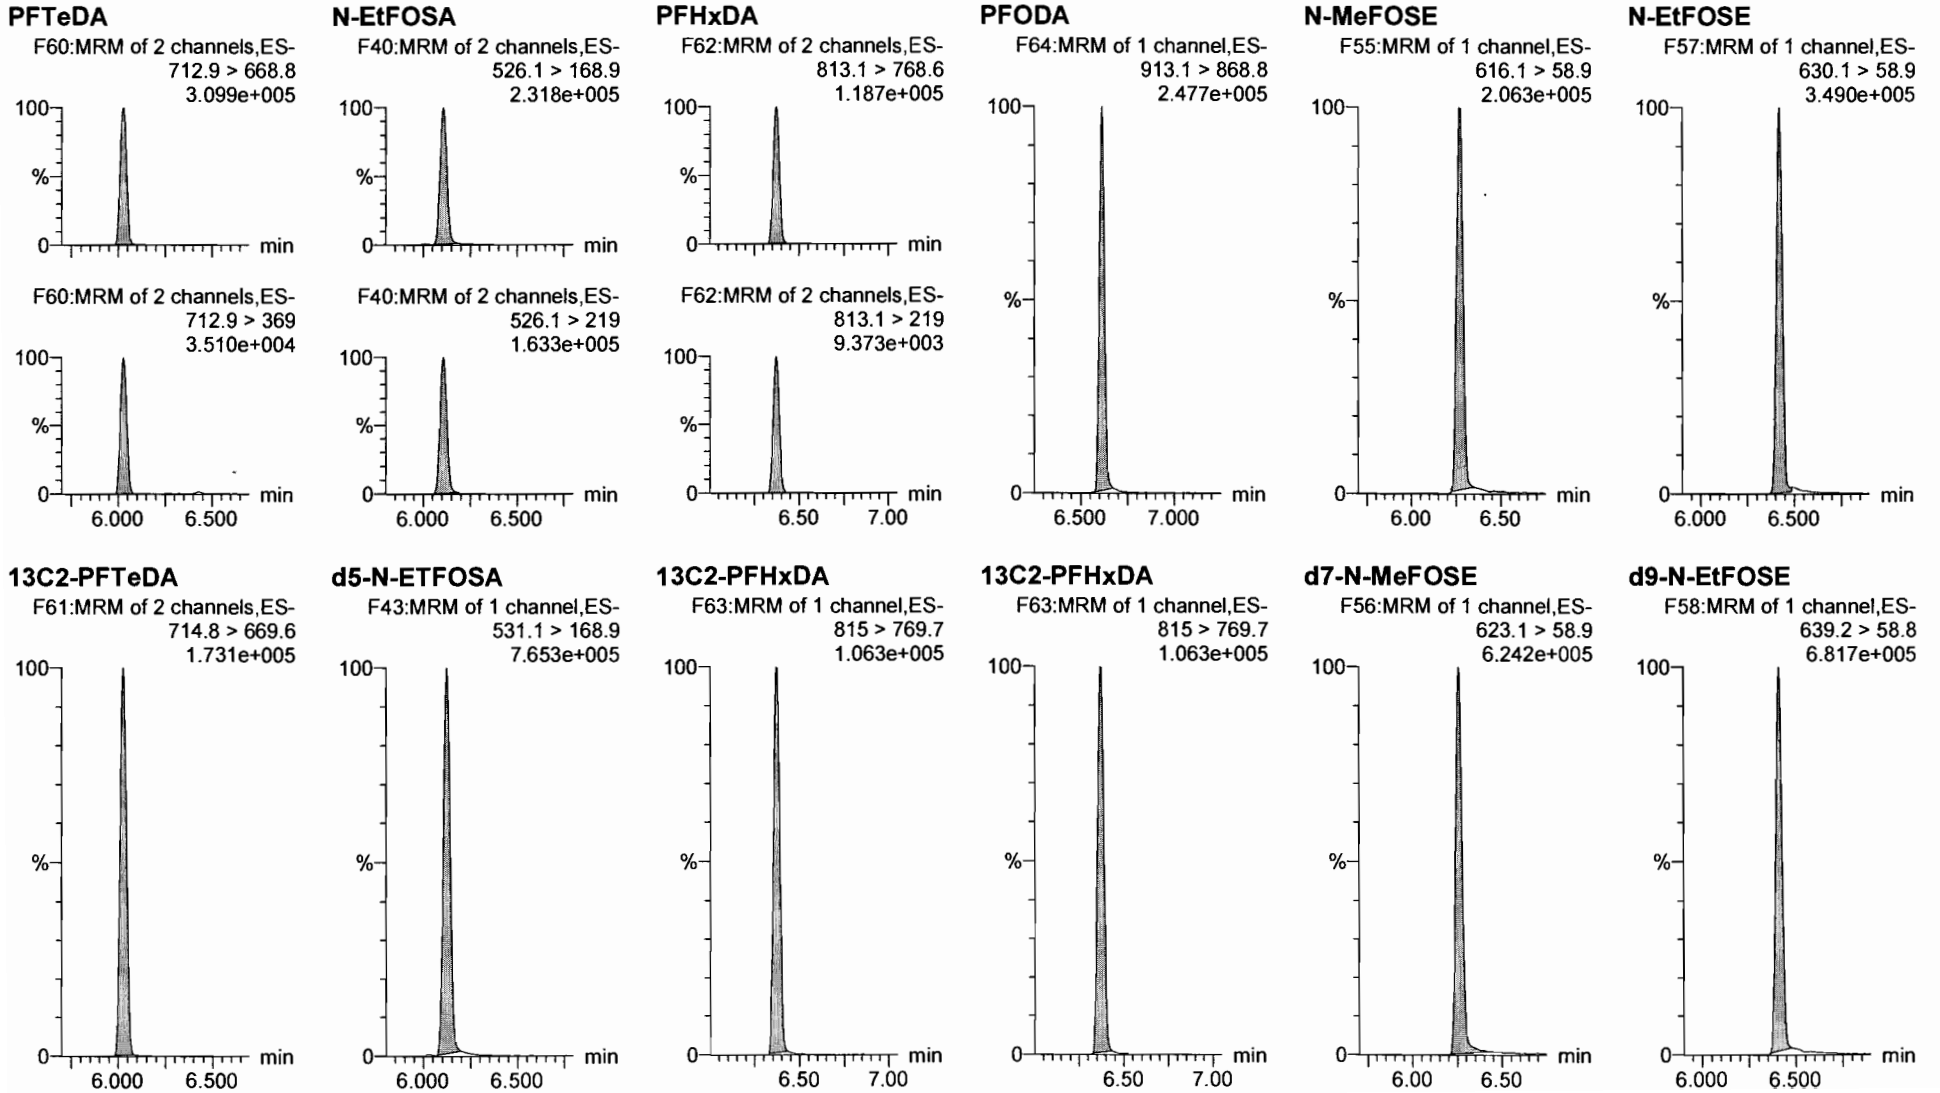 PFTeDA
F60:MRM of 2 channels,ES-
712.9 > 668.8
3.099e+005
100
%
0
min
F60:MRM of 2 channels,ES-
712.9 > 369
3.510e+004
100
%
0
min
6.000 6.500
N-EtFOSA
F40:MRM of 2 channels,ES-
526.1 > 168.9
2.318e+005
100
%
0
min
F40:MRM of 2 channels,ES-
526.1 > 219
1.633e+005
100
%
0
min
6.000 6.500
PFHxDA
F62:MRM of 2 channels,ES-
813.1 > 768.6
1.187e+005
100
%
0
min
F62:MRM of 2 channels,ES-
813.1 > 219
9.373e+003
100
%
0
min
6.50 7.00
PFODA
F64:MRM of 1 channel,ES-
913.1 > 868.8
2.477e+005
100
%
0
min
6.500 7.000
N-MeFOSE
F55:MRM of 1 channel,ES-
616.1 > 58.9
2.063e+005
100
%
0
min
6.00 6.50
N-EtFOSE
F57:MRM of 1 channel,ES-
630.1 > 58.9
3.490e+005
100
%
0
min
6.000 6.500
13C2-PFTeDA
F61:MRM of 2 channels,ES-
714.8 > 669.6
1.731e+005
100
%
0
min
6.000 6.500
d5-N-ETFOSA
F43:MRM of 1 channel,ES-
531.1 > 168.9
7.653e+005
100
%
0
min
6.000 6.500
13C2-PFHxDA
F63:MRM of 1 channel,ES-
815 > 769.7
1.063e+005
100
%
0
min
6.50 7.00
13C2-PFHxDA
F63:MRM of 1 channel,ES-
815 > 769.7
1.063e+005
100
%
0
min
6.50 7.00
d7-N-MeFOSE
F56:MRM of 1 channel,ES-
623.1 > 58.9
6.242e+005
100
%
0
min
6.00 6.50
d9-N-EtFOSE
F58:MRM of 1 channel,ES-
639.2 > 58.8
6.817e+005
100
%
0
min
6.000 6.500